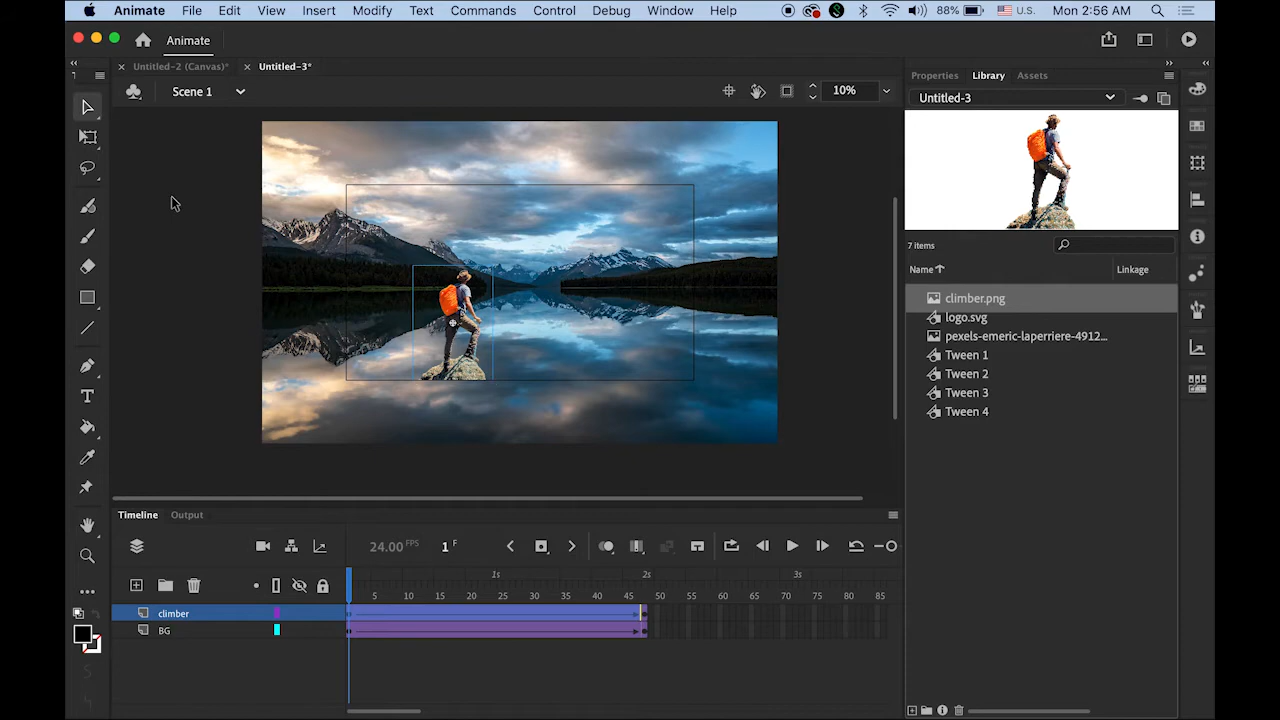 Animate File Edit View Insert Modify Text Commands Control Debug Window Help 88% U.S. Mon 2:56 AM
Animate
Untitled-2 (Canvas)* Untitled-3*
Scene 1 10%
Properties Library Assets
Untitled-3
7 items
Name Linkage
climber.png
logo.svg
pexels-emeric-laperriere-4912...
Tween 1
Tween 2
Tween 3
Tween 4
Timeline Output
24.00 FPS 1 F
1s 2s 3s
5 10 15 20 25 30 35 40 45 50 55 60 65 70 75 80 85
climber
BG